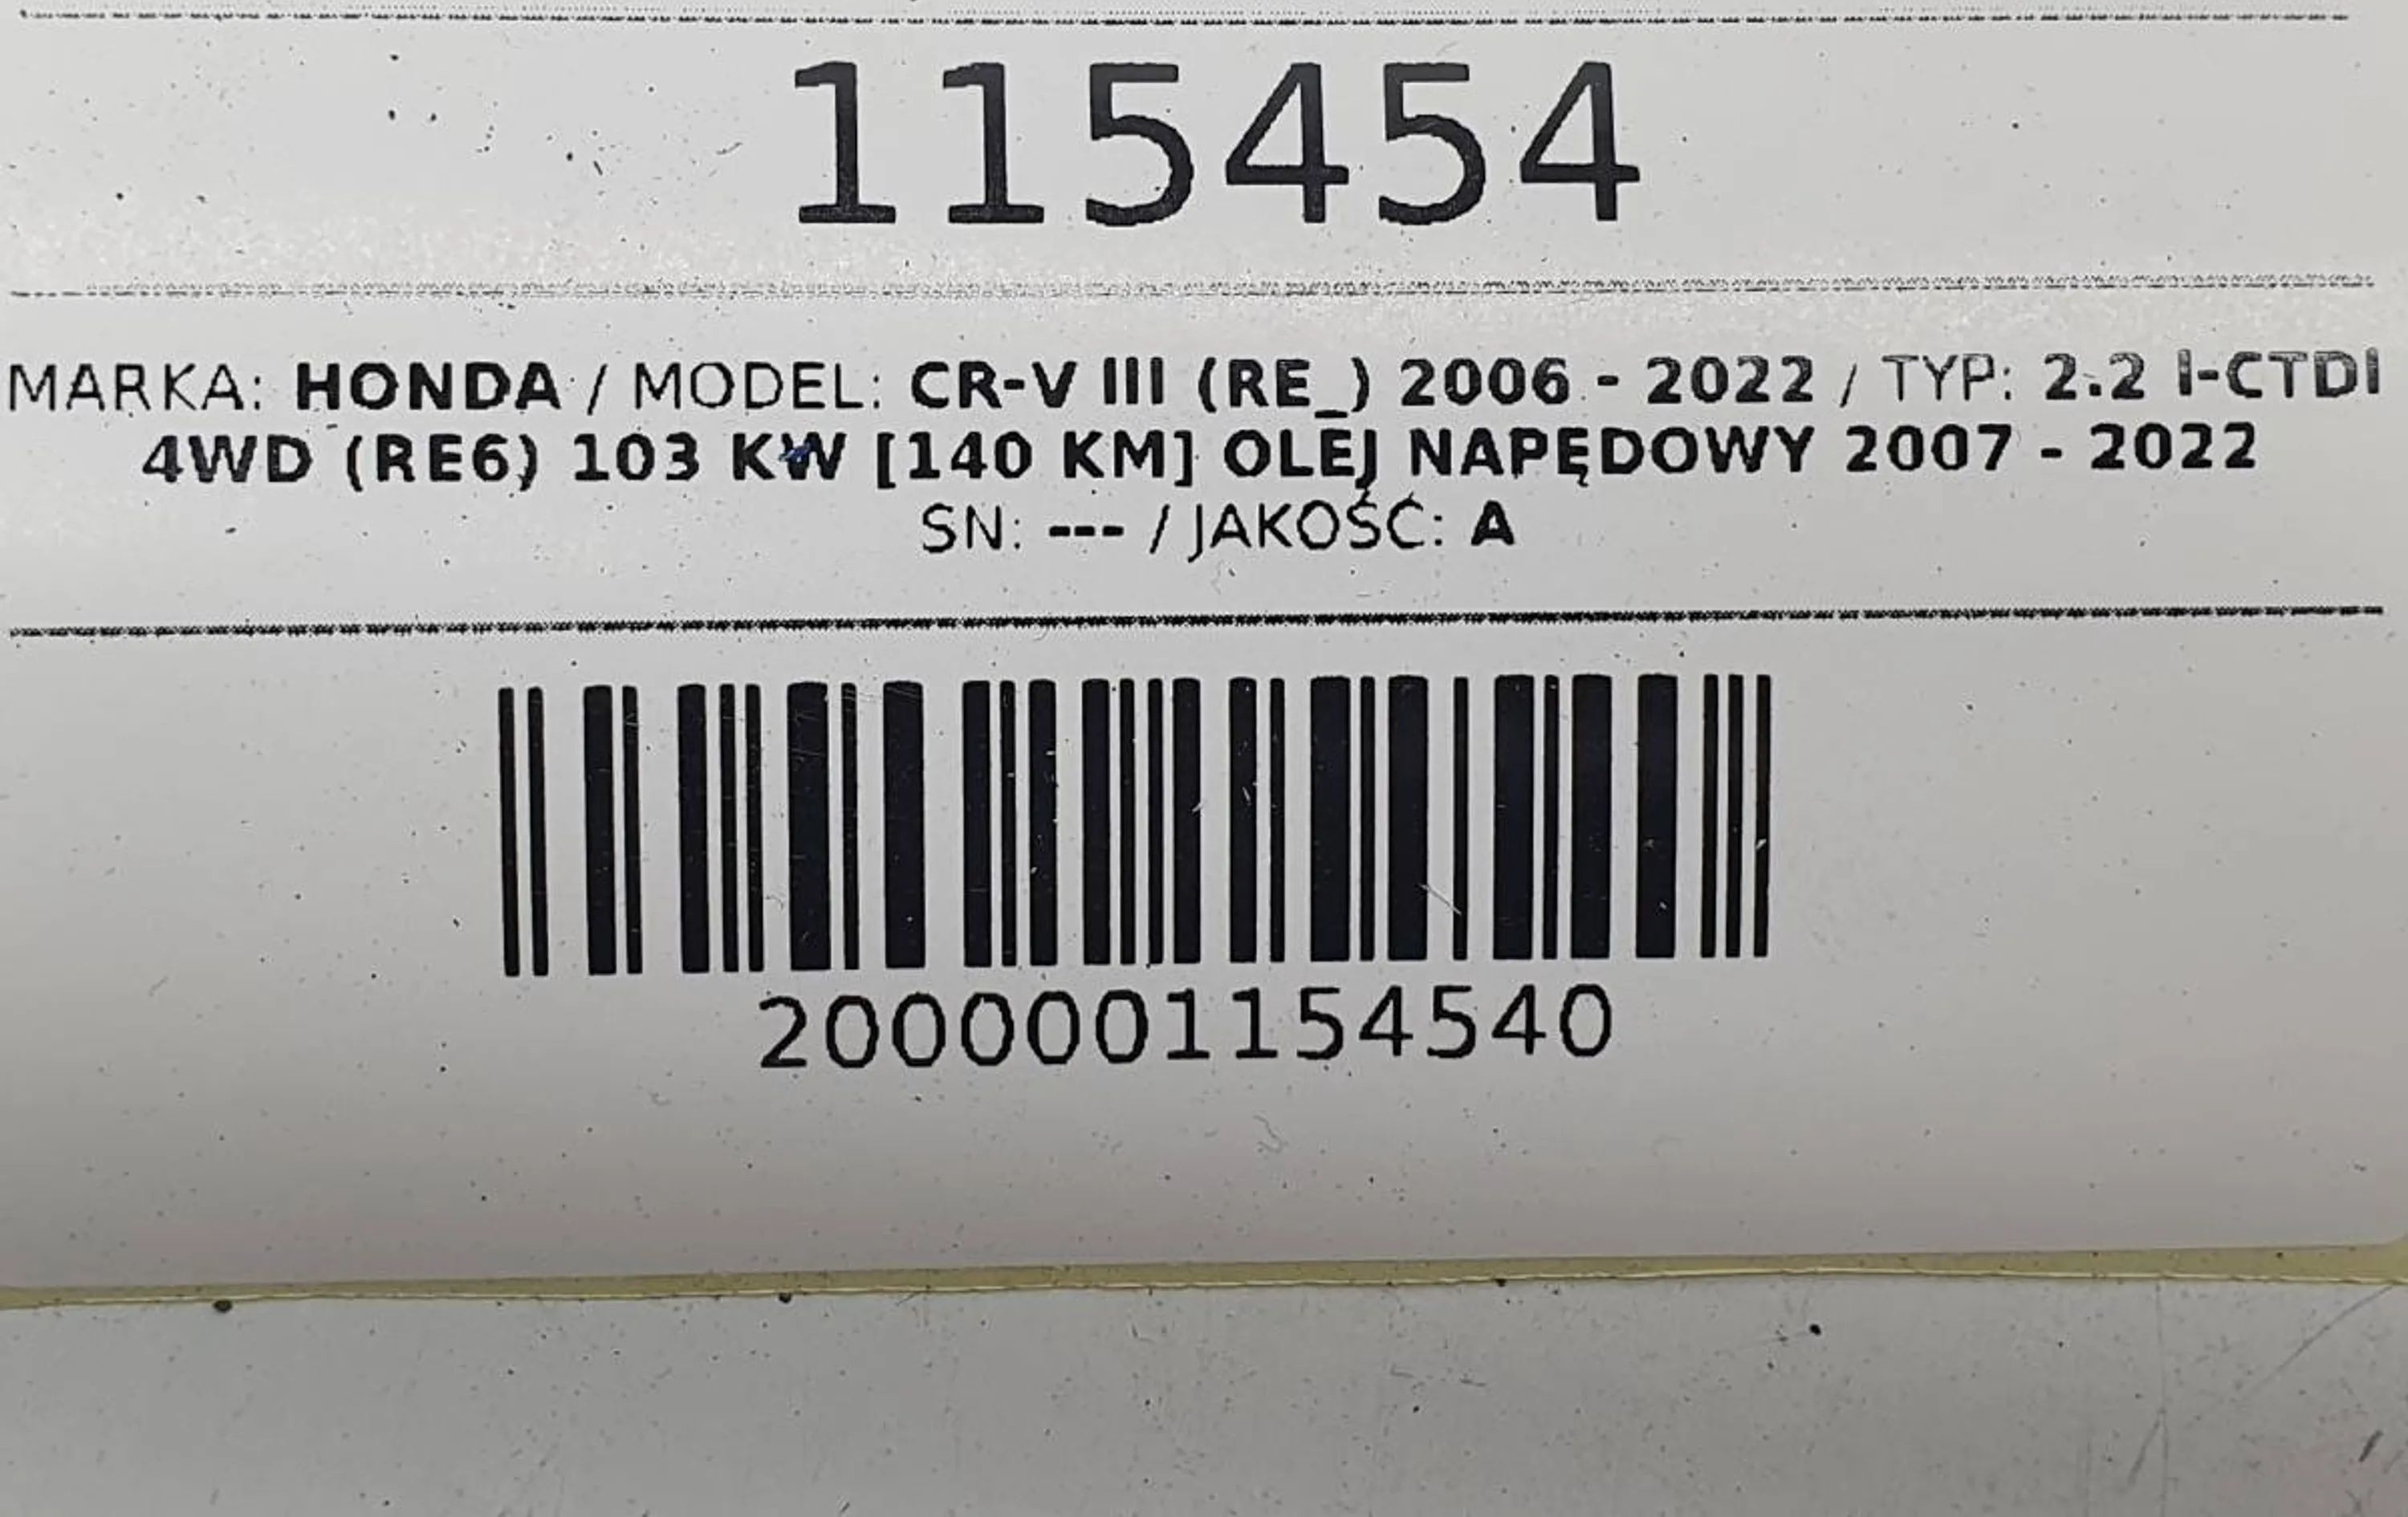 115454
MARKA: HONDA / MODEL: CR-V III (RE_) 2006 - 2022 / TYP: 2.2 I-CTDI
4WD (RE6) 103 KW [140 KM] OLEJ NAPĘDOWY 2007 - 2022
SN: --- / JAKOŚĆ: A
2000001154540